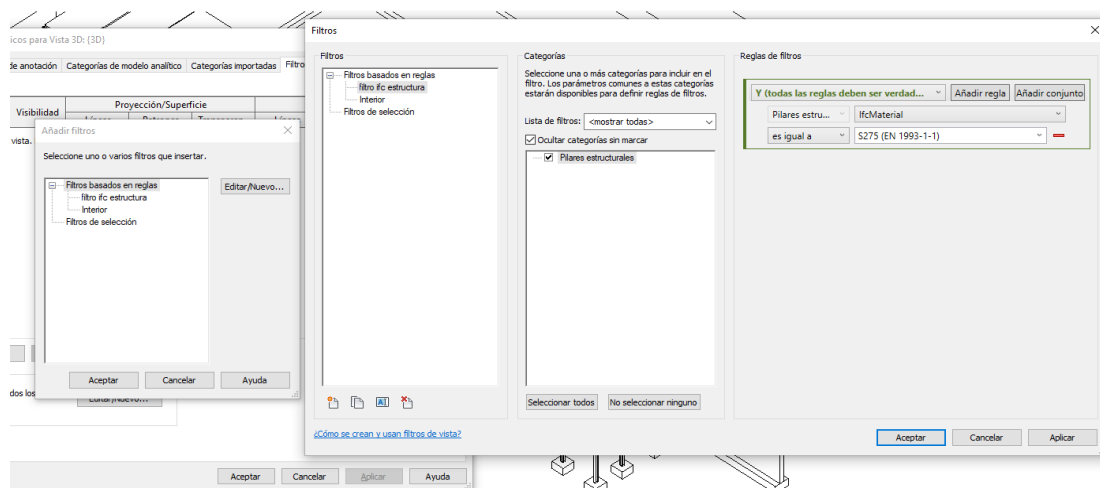 icos para Vista 3D: {3D}
de anotación Categorías de modelo analítico Categorías importadas Filtro
Visibilidad
Proyección/Superficie
vista.
Añadir filtros
Seleccione uno o varios filtros que insertar.
Filtros basados en reglas
filtro ifc estructura
Interior
Filtros de selección
Editar/Nuevo...
Aceptar Cancelar Ayuda
dos los
Editar/Nuevo...
Aceptar Cancelar Aplicar Ayuda
Filtros
Filtros
Filtros basados en reglas
filtro ifc estructura
Interior
Filtros de selección
¿Cómo se crean y usan filtros de vista?
Categorías
Seleccione una o más categorías para incluir en el
filtro. Los parámetros comunes a estas categorías
estarán disponibles para definir reglas de filtros.
Lista de filtros: <mostrar todas>
Ocultar categorías sin marcar
Pilares estructurales
Seleccionar todos No seleccionar ninguno
Reglas de filtros
Y (todas las reglas deben ser verdad... Añadir regla Añadir conjunto
Pilares estru... IfcMaterial
es igual a S275 (EN 1993-1-1)
Aceptar Cancelar Aplicar